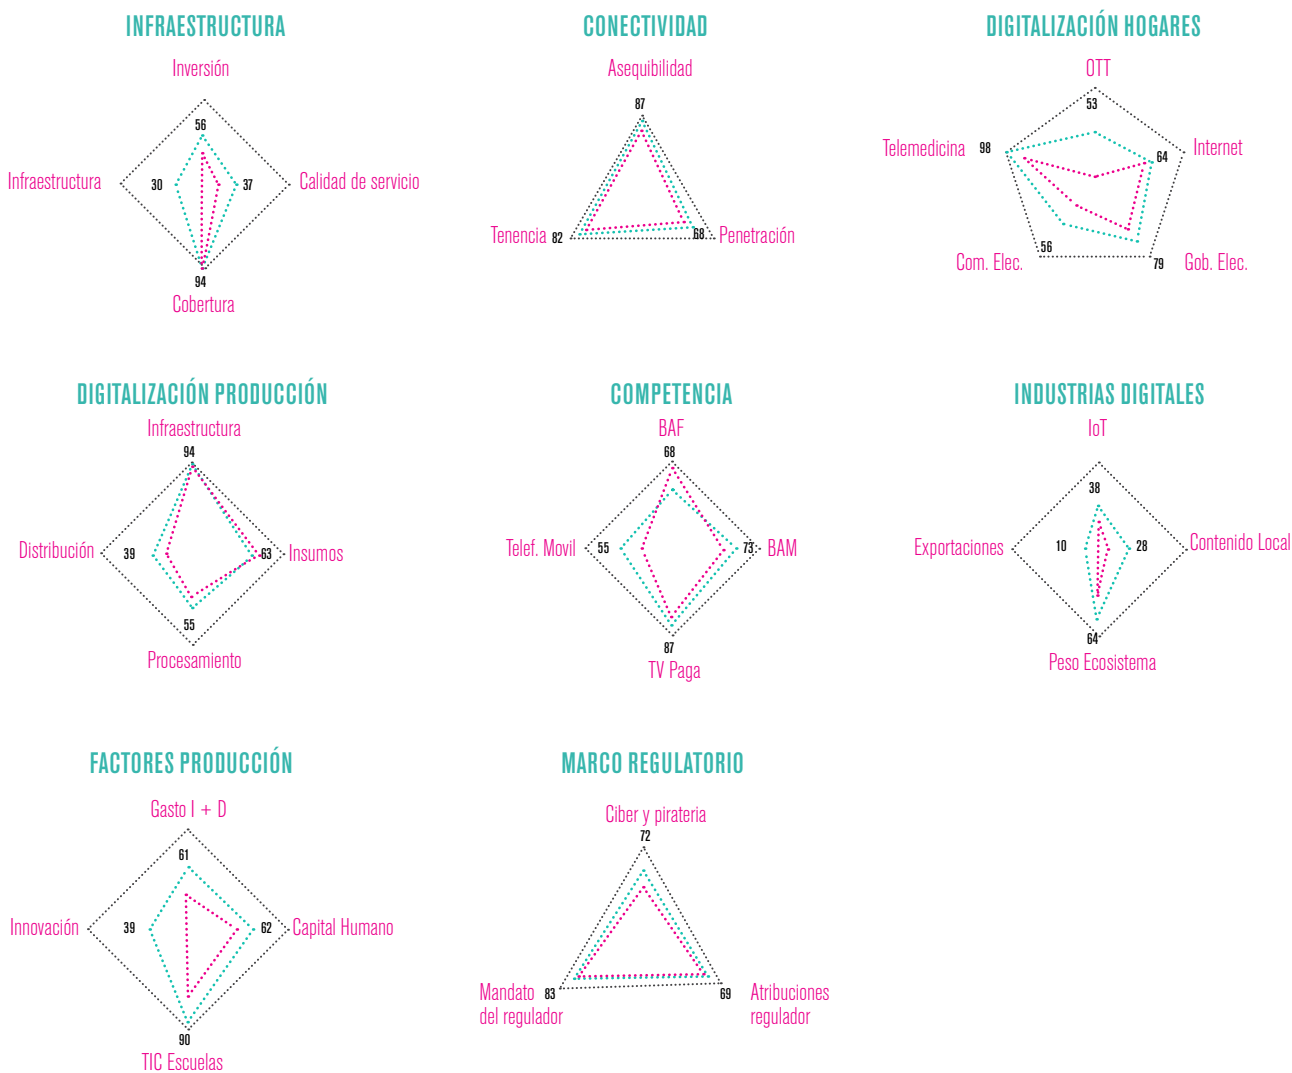 INFRAESTRUCTURA
Inversión
56
Infraestructura
30
37
Calidad de servicio
94
Cobertura
CONECTIVIDAD
Asequibilidad
87
Tenencia
82
68
Penetración
DIGITALIZACIÓN HOGARES
OTT
53
Telemedicina
98
64
Internet
56
Com. Elec.
79
Gob. Elec.
DIGITALIZACIÓN PRODUCCIÓN
Infraestructura
94
Distribución
39
63
Insumos
55
Procesamiento
COMPETENCIA
BAF
68
Telef. Movil
55
73
BAM
87
TV Paga
INDUSTRIAS DIGITALES
IoT
38
Exportaciones
10
28
Contenido Local
64
Peso Ecosistema
FACTORES PRODUCCIÓN
Gasto I + D
61
Innovación
39
62
Capital Humano
90
TIC Escuelas
MARCO REGULATORIO
Ciber y pirateria
72
Mandato
del regulador
83
69
Atribuciones
regulador